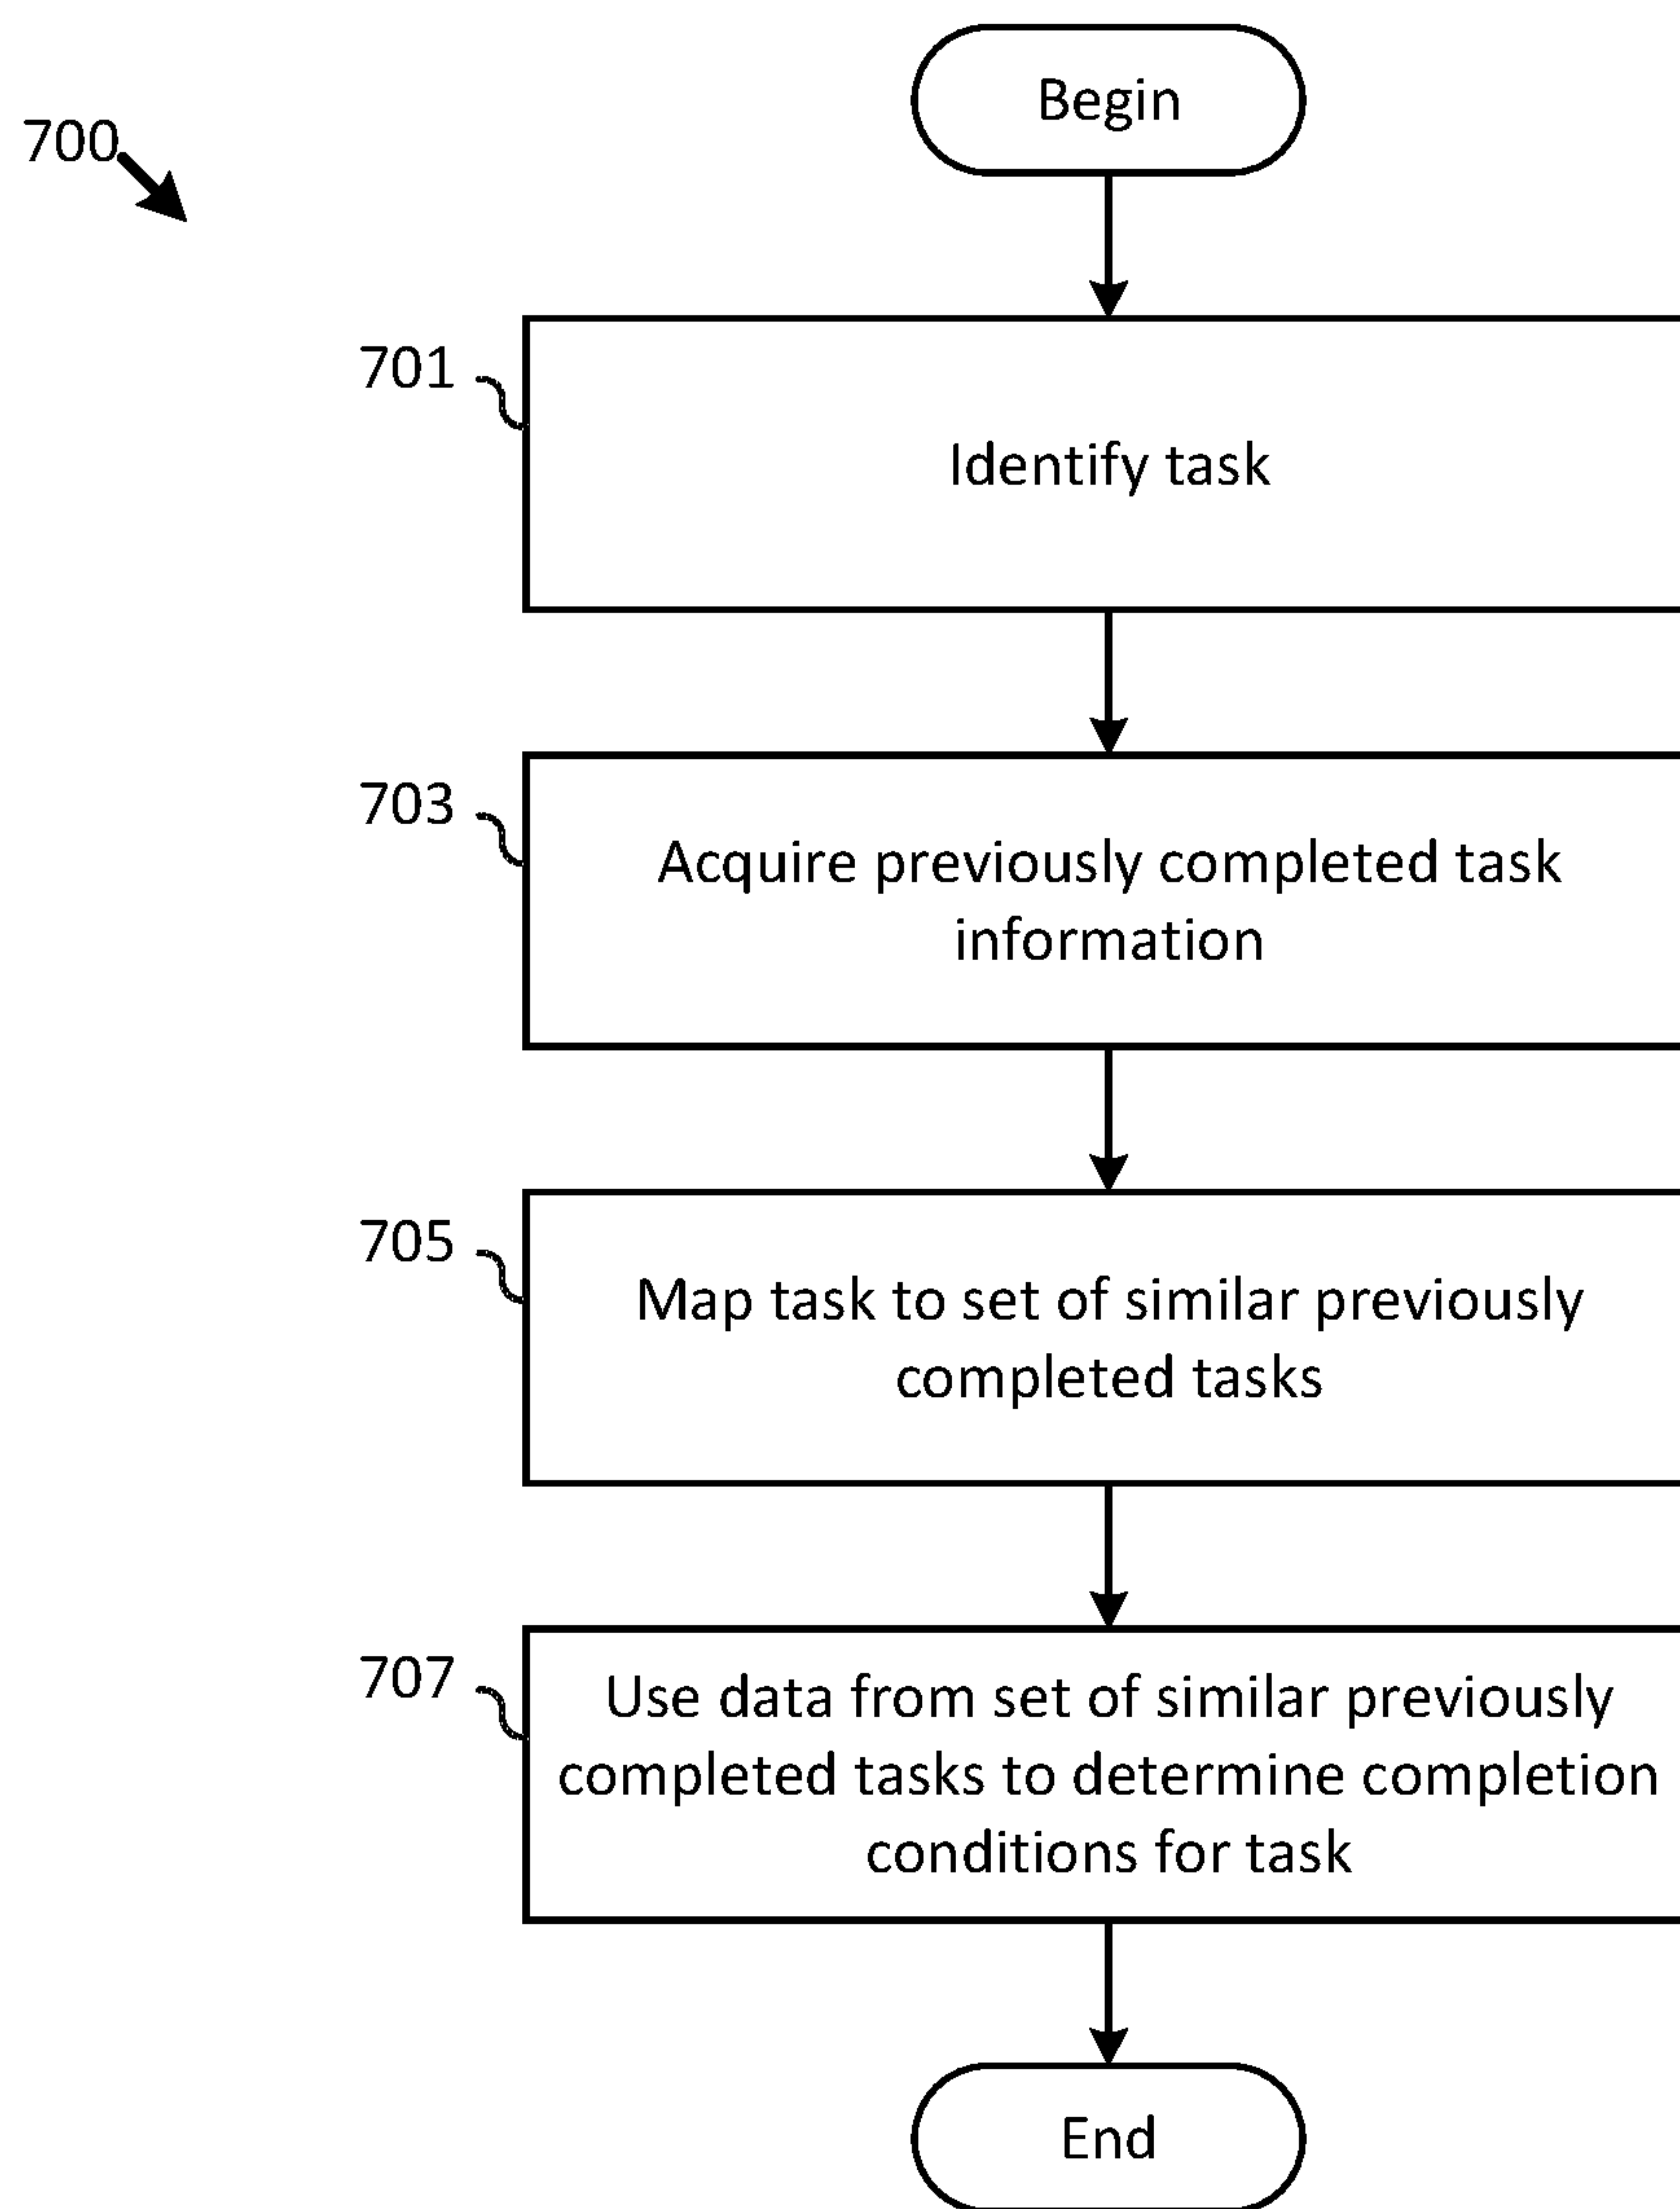 Begin
700
701
Identify task
703
Acquire previously completed task
information
705
Map task to set of similar previously
completed tasks
707
Use data from set of similar previously
completed tasks to determine completion
conditions for task
End